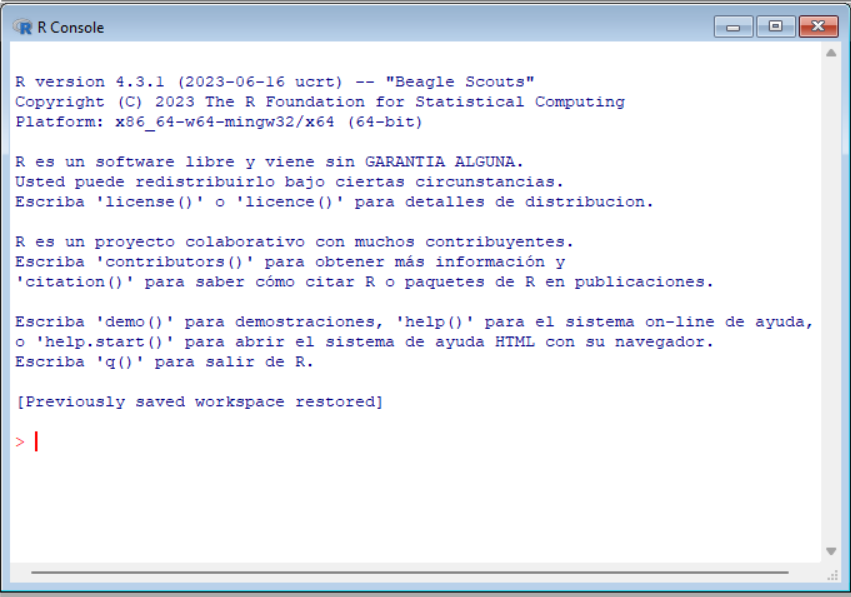 R Console
R version 4.3.1 (2023-06-16 ucrt) -- "Beagle Scouts"
Copyright (C) 2023 The R Foundation for Statistical Computing
Platform: x86_64-w64-mingw32/x64 (64-bit)
R es un software libre y viene sin GARANTIA ALGUNA.
Usted puede redistribuirlo bajo ciertas circunstancias.
Escriba 'license()' o 'licence()' para detalles de distribucion.
R es un proyecto colaborativo con muchos contribuyentes.
Escriba 'contributors()' para obtener más información y
'citation()' para saber cómo citar R o paquetes de R en publicaciones.
Escriba 'demo()' para demostraciones, 'help()' para el sistema on-line de ayuda,
o 'help.start()' para abrir el sistema de ayuda HTML con su navegador.
Escriba 'q()' para salir de R.
[Previously saved workspace restored]
>